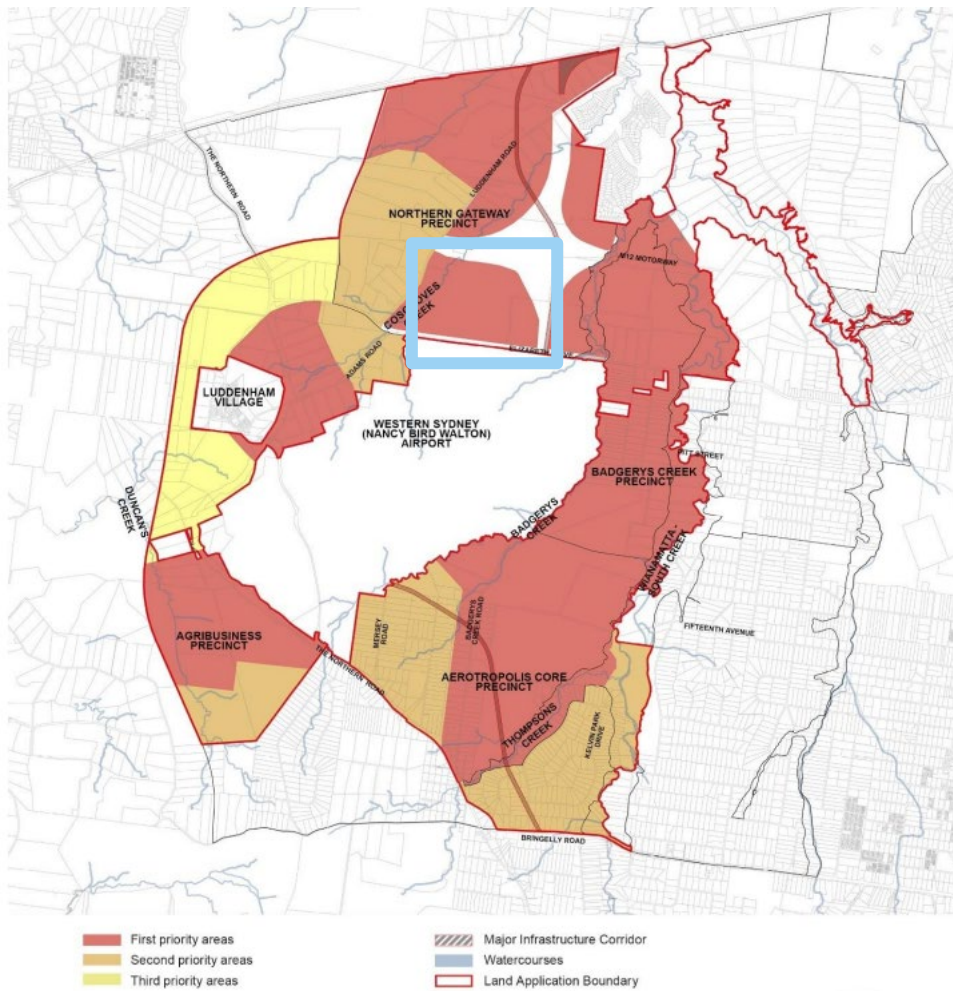 THE NORTHERN ROAD
LUDDENHAM ROAD
NORTHERN GATEWAY
PRECINCT
M12 MOTORWAY
COSGROVES
CREEK
ADAMS ROAD
LUDDENHAM
VILLAGE
WESTERN SYDNEY
(NANCY BIRD WALTON)
AIRPORT
PITT STREET
BADGERYS CREEK
PRECINCT
DUNCAN'S
CREEK
BADGERYS
CREEK
WIANAMATTA -
SOUTH CREEK
MERSEY
ROAD
BADGERYS
CREEK ROAD
FIFTEENTH AVENUE
AGRIBUSINESS
PRECINCT
THE NORTHERN ROAD
AEROTROPOLIS CORE
PRECINCT
THOMPSONS
CREEK
KELVIN PARK
DRIVE
BRINGELLY ROAD
First priority areas
Second priority areas
Third priority areas
Major Infrastructure Corridor
Watercourses
Land Application Boundary